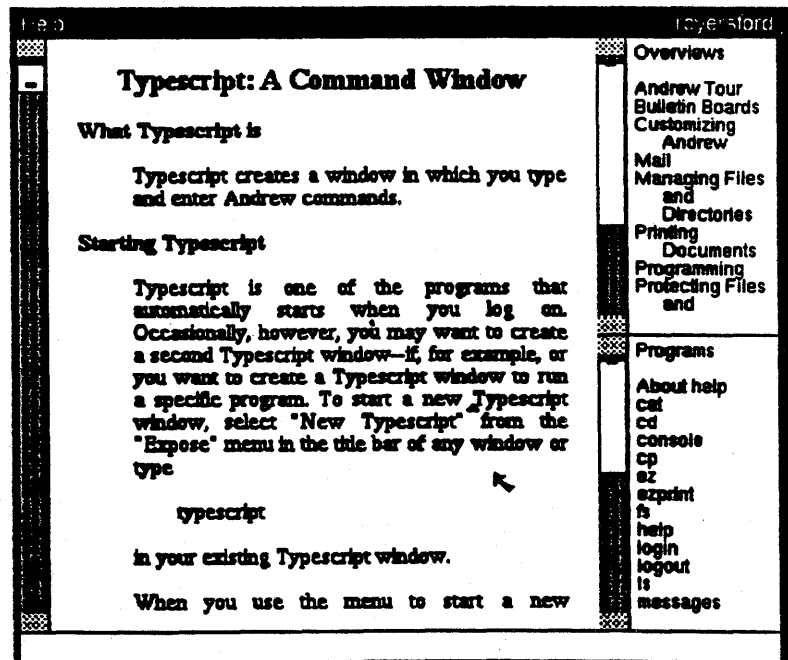 Help
royersford
Typescript: A Command Window
What Typescript is
Typescript creates a window in which you type
and enter Andrew commands.
Starting Typescript
Typescript is one of the programs that
automatically starts when you log on.
Occasionally, however, you may want to create
a second Typescript window—if, for example, or
you want to create a Typescript window to run
a specific program. To start a new Typescript
window, select "New Typescript" from the
"Expose" menu in the title bar of any window or
type
typescript
in your existing Typescript window.
When you use the menu to start a new
Overviews
Andrew Tour
Bulletin Boards
Customizing
Andrew
Mail
Managing Files
and
Directories
Printing
Documents
Programming
Protecting Files
and
Programs
About help
cat
cd
console
cp
ez
ezprint
fs
help
login
logout
ls
messages